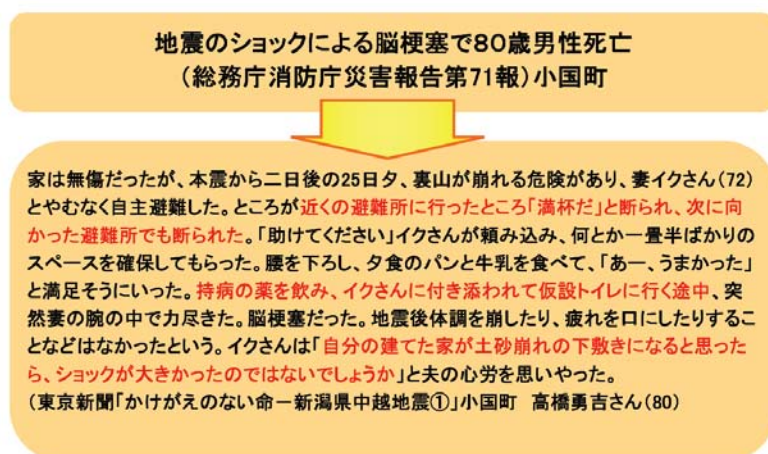 地震のショックによる脳梗塞で80歳男性死亡
(総務庁消防庁災害報告第71報)小国町
家は無傷だったが、本震から二日後の25日夕、裏山が崩れる危険があり、妻イクさん(72)
とやむなく自主避難した。ところが近くの避難所に行ったところ「満杯だ」と断られ、次に向
かった避難所でも断られた。「助けてください」イクさんが頼み込み、何とか一畳半ばかりの
スペースを確保してもらった。腰を下ろし、夕食のパンと牛乳を食べて、「あー、うまかった」
と満足そうにいった。持病の薬を飲み、イクさんに付き添われて仮設トイレに行く途中、突
然妻の腕の中で力尽きた。脳梗塞だった。地震後体調を崩したり、疲れを口にしたりするこ
となどはなかったという。イクさんは「自分の建てた家が土砂崩れの下敷きになると思った
ら、ショックが大きかったのではないでしょうか」と夫の心労を思いやった。
(東京新聞「かけがえのない命ー新潟県中越地震①」小国町 高橋勇吉さん(80)